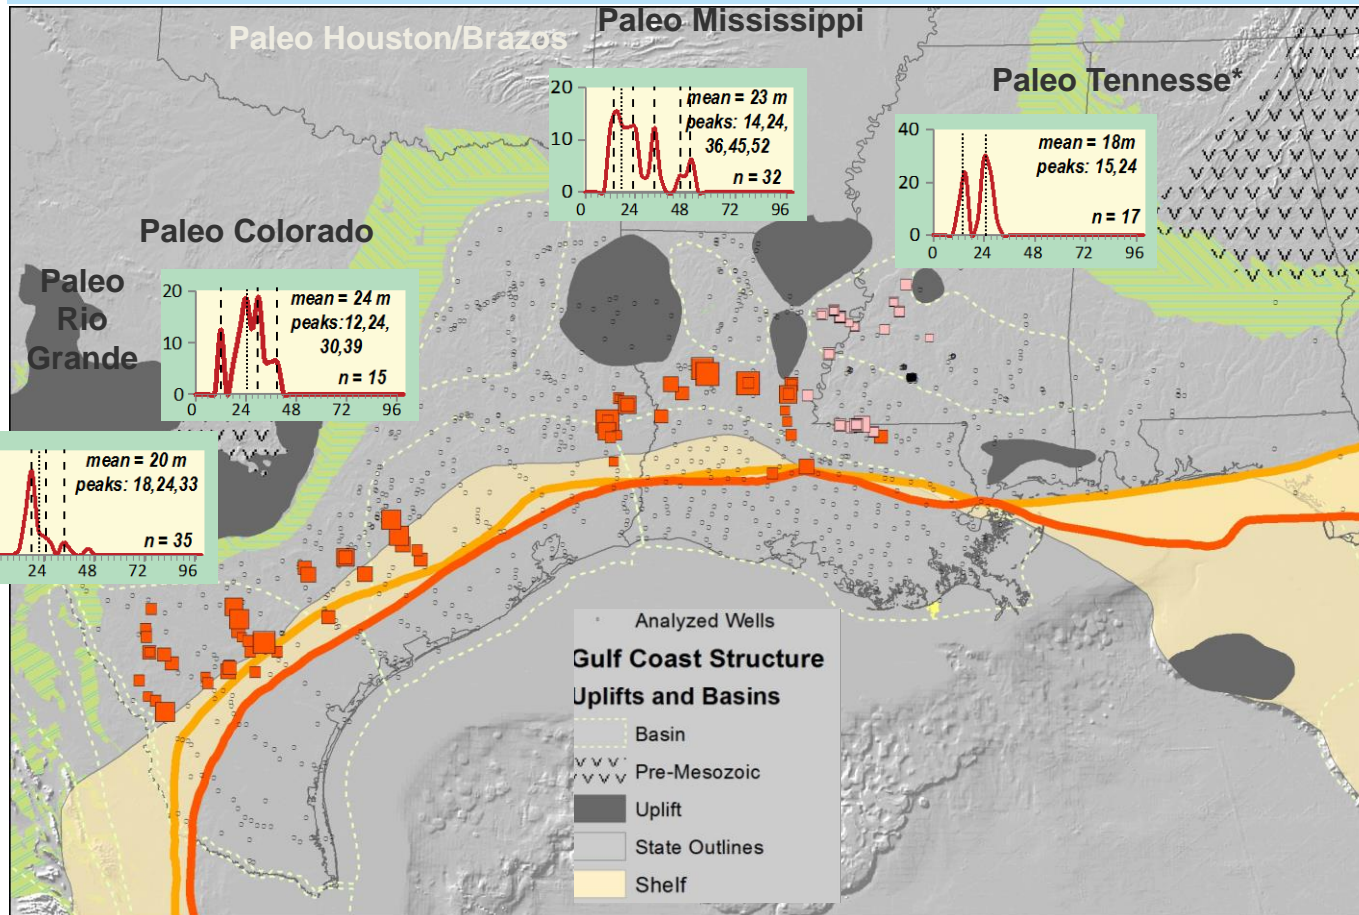 Paleo Houston/Brazos
Paleo Mississippi
Paleo Tennesse*
Paleo Colorado
Paleo
Rio
Grande
20
10
0
mean = 23 m
peaks: 14,24,
36,45,52
n = 32
0 24 48 72 96
40
20
0
mean = 18m
peaks: 15,24
n = 17
0 24 48 72 96
20
10
0
mean = 24 m
peaks:12,24,
30,39
n = 15
0 24 48 72 96
mean = 20 m
peaks: 18,24,33
n = 35
24 48 72 96
Analyzed Wells
Gulf Coast Structure
Uplifts and Basins
Basin
Pre-Mesozoic
Uplift
State Outlines
Shelf